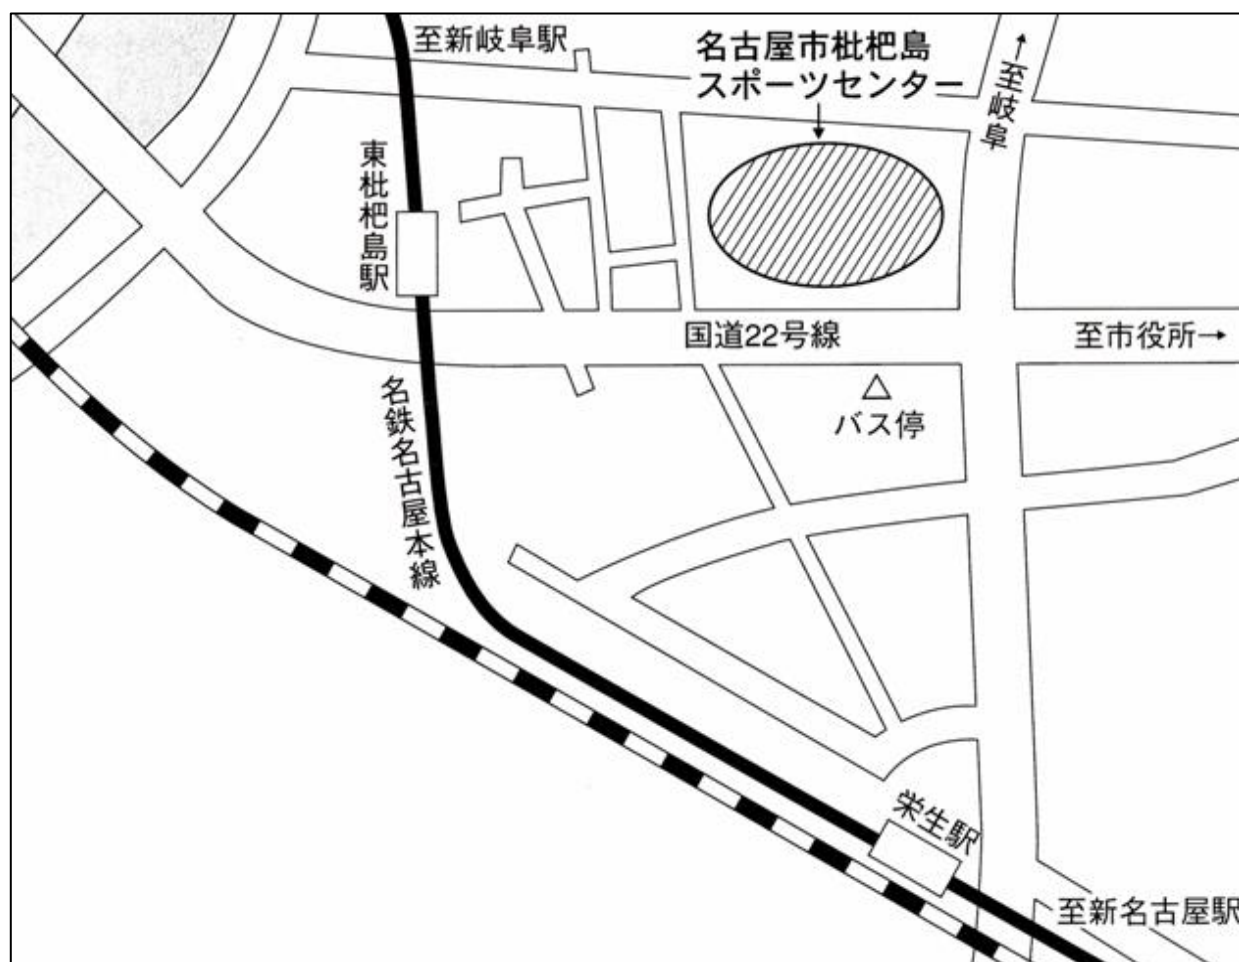 至新岐阜駅
名古屋市枇杷島
スポーツセンター
↑至岐阜
東枇杷島駅
国道22号線
至市役所→
バス停
名鉄名古屋本線
栄生駅
至新名古屋駅